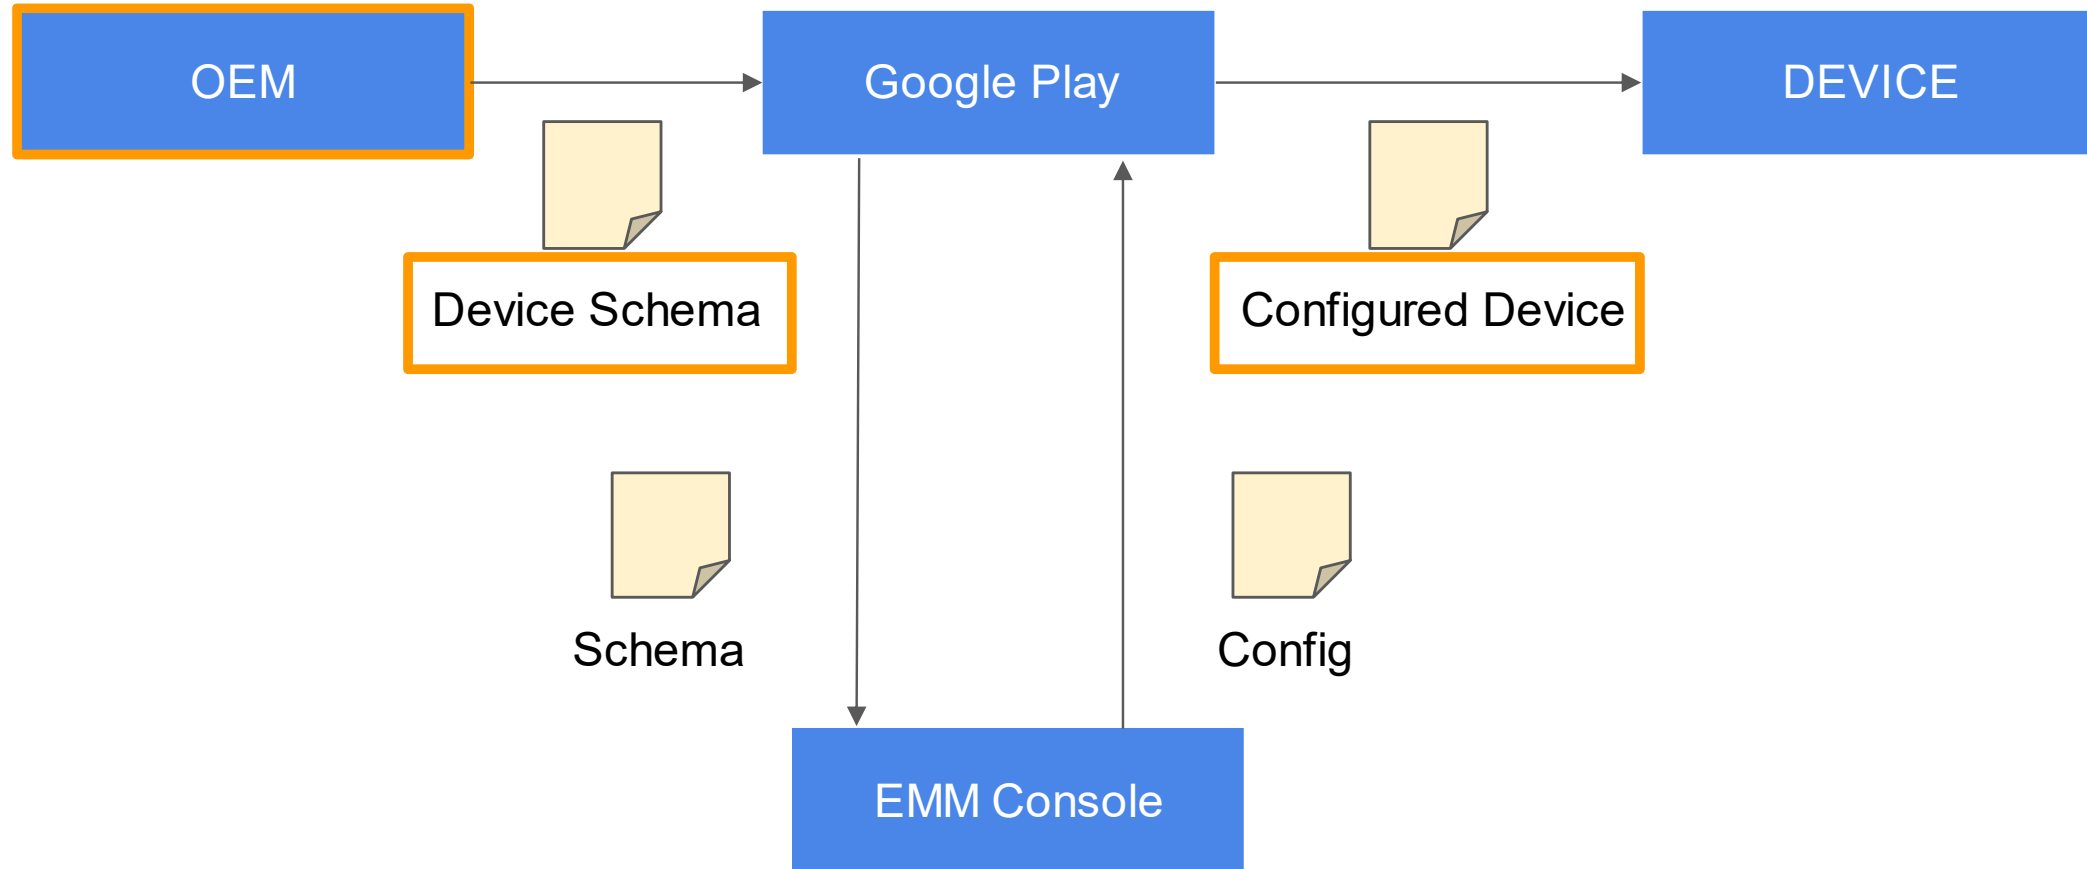 OEM
Google Play
DEVICE
Device Schema
Configured Device
Schema
Config
EMM Console